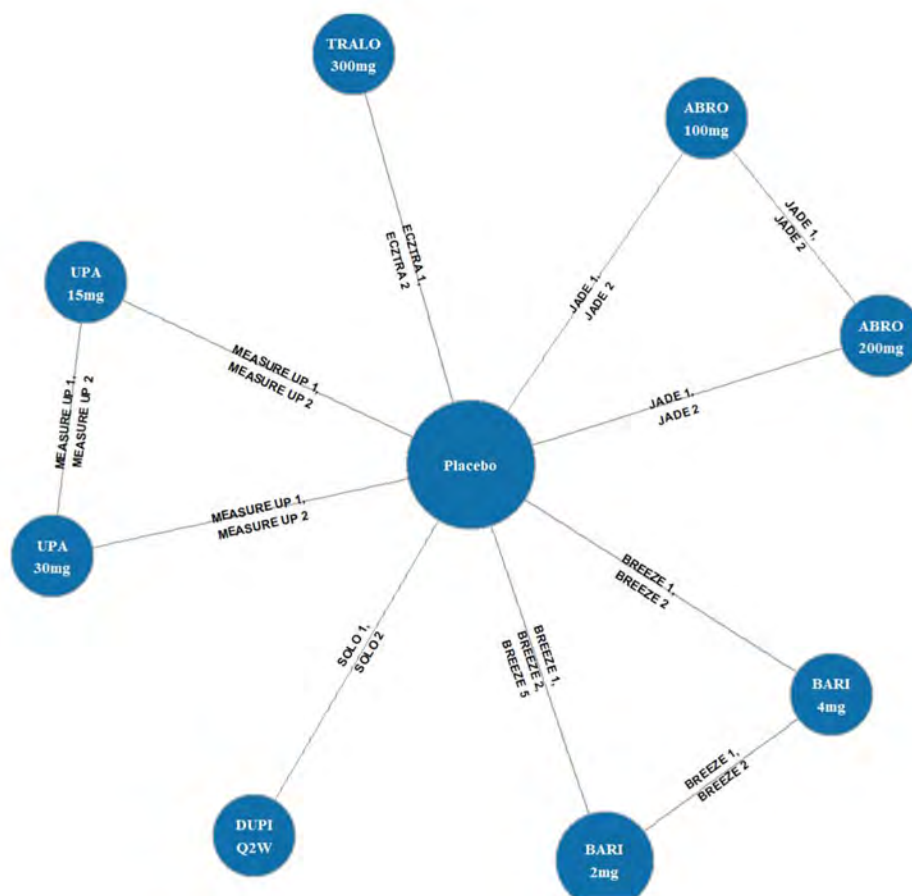 TRALO
300mg
ABRO
100mg
JADE 1,
JADE 2
ECZTRA 1,
ECZTRA 2
JADE 1,
JADE 2
UPA
15mg
ABRO
200mg
MEASURE UP 1,
MEASURE UP 2
JADE 1,
JADE 2
MEASURE UP 1,
MEASURE UP 2
Placebo
MEASURE UP 1,
MEASURE UP 2
UPA
30mg
BREEZE 1,
BREEZE 2
SOLO 1,
SOLO 2
BREEZE 1,
BREEZE 2,
BREEZE 5
BARI
4mg
BREEZE 1,
BREEZE 2
DUPI
Q2W
BARI
2mg